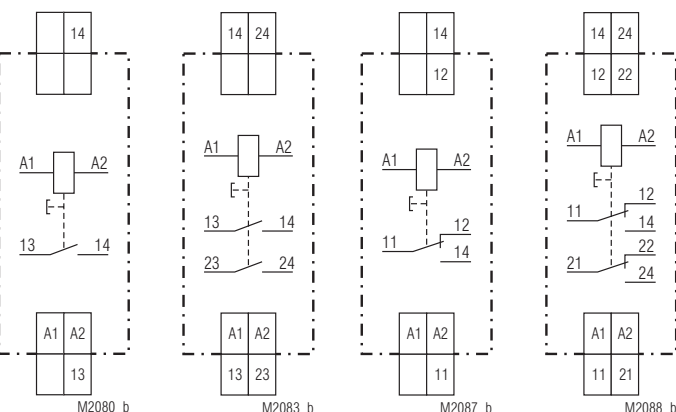 14
A1 A2
13 14
A1 A2
13
M2080_b
14 24
A1 A2
13 14
23 24
A1 A2
13 23
M2083_b
14
12
A1 A2
12
11
14
A1 A2
11
M2087_b
14 24
12 22
A1 A2
12
11
14
22
21
24
A1 A2
11 21
M2088_b